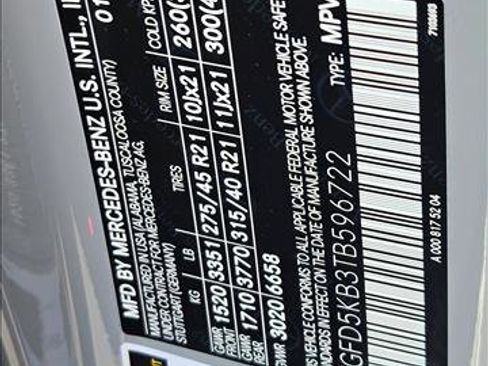 MFD BY MERCEDES-BENZ U.S. INTL., I
01
MANUFACTURED IN USA (ALABAMA, TUSCALOOSA COUNTY)
UNDER CONTRACT FOR MERCEDES-BENZ AG,
STUTTGART (GERMANY)
KG LB TIRES RIM SIZE COLD KP
GAWR FRONT 1520 3351 275/45 R21 10Jx21 260(
GAWR REAR 1710 3770 315/40 R21 11Jx21 300(4
GVWR 3020 6658
THIS VEHICLE CONFORMS TO ALL APPLICABLE FEDERAL MOTOR VEHICLE SAFE
STANDARDS IN EFFECT ON THE DATE OF MANUFACTURE SHOWN ABOVE.
GFD5KB3TB596722 TYPE: MPV
A 000 817 52 04